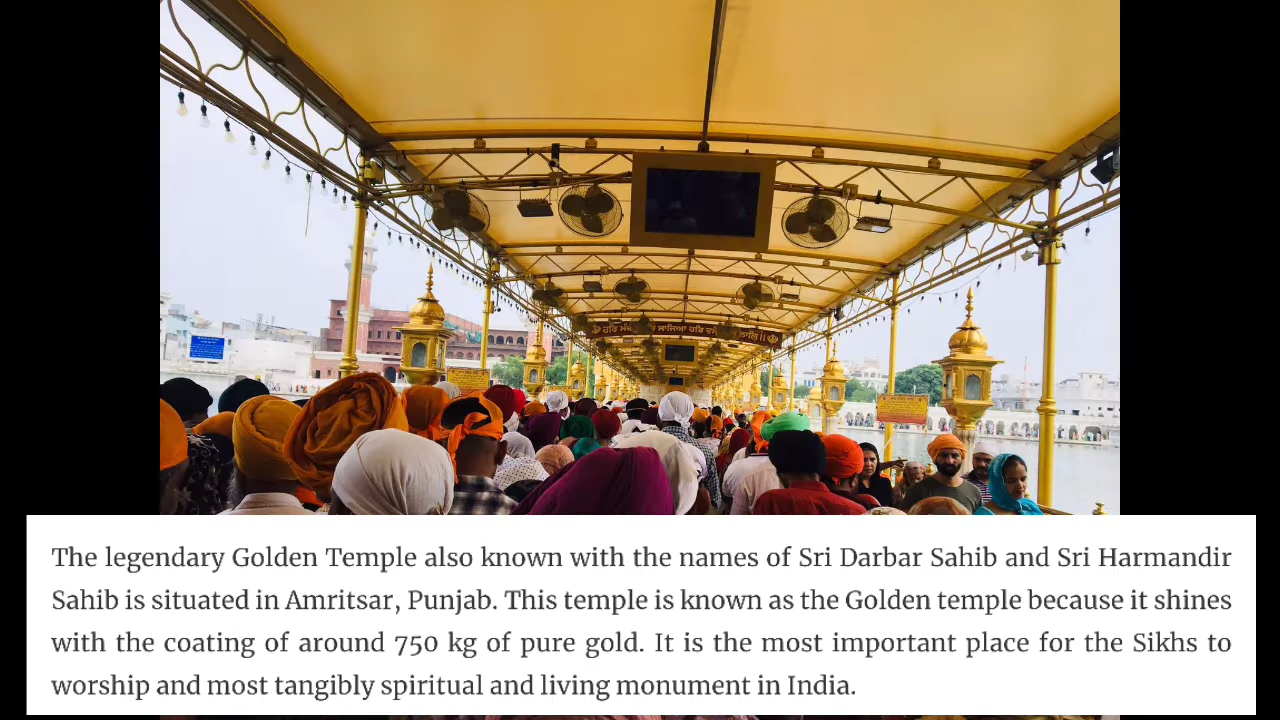 ਹਰਿ ਮੰ ਸਾਜਿਆ ਹਰਿ ਨਾਲਿ ॥
The legendary Golden Temple also known with the names of Sri Darbar Sahib and Sri Harmandir
Sahib is situated in Amritsar, Punjab. This temple is known as the Golden temple because it shines
with the coating of around 750 kg of pure gold. It is the most important place for the Sikhs to
worship and most tangibly spiritual and living monument in India.